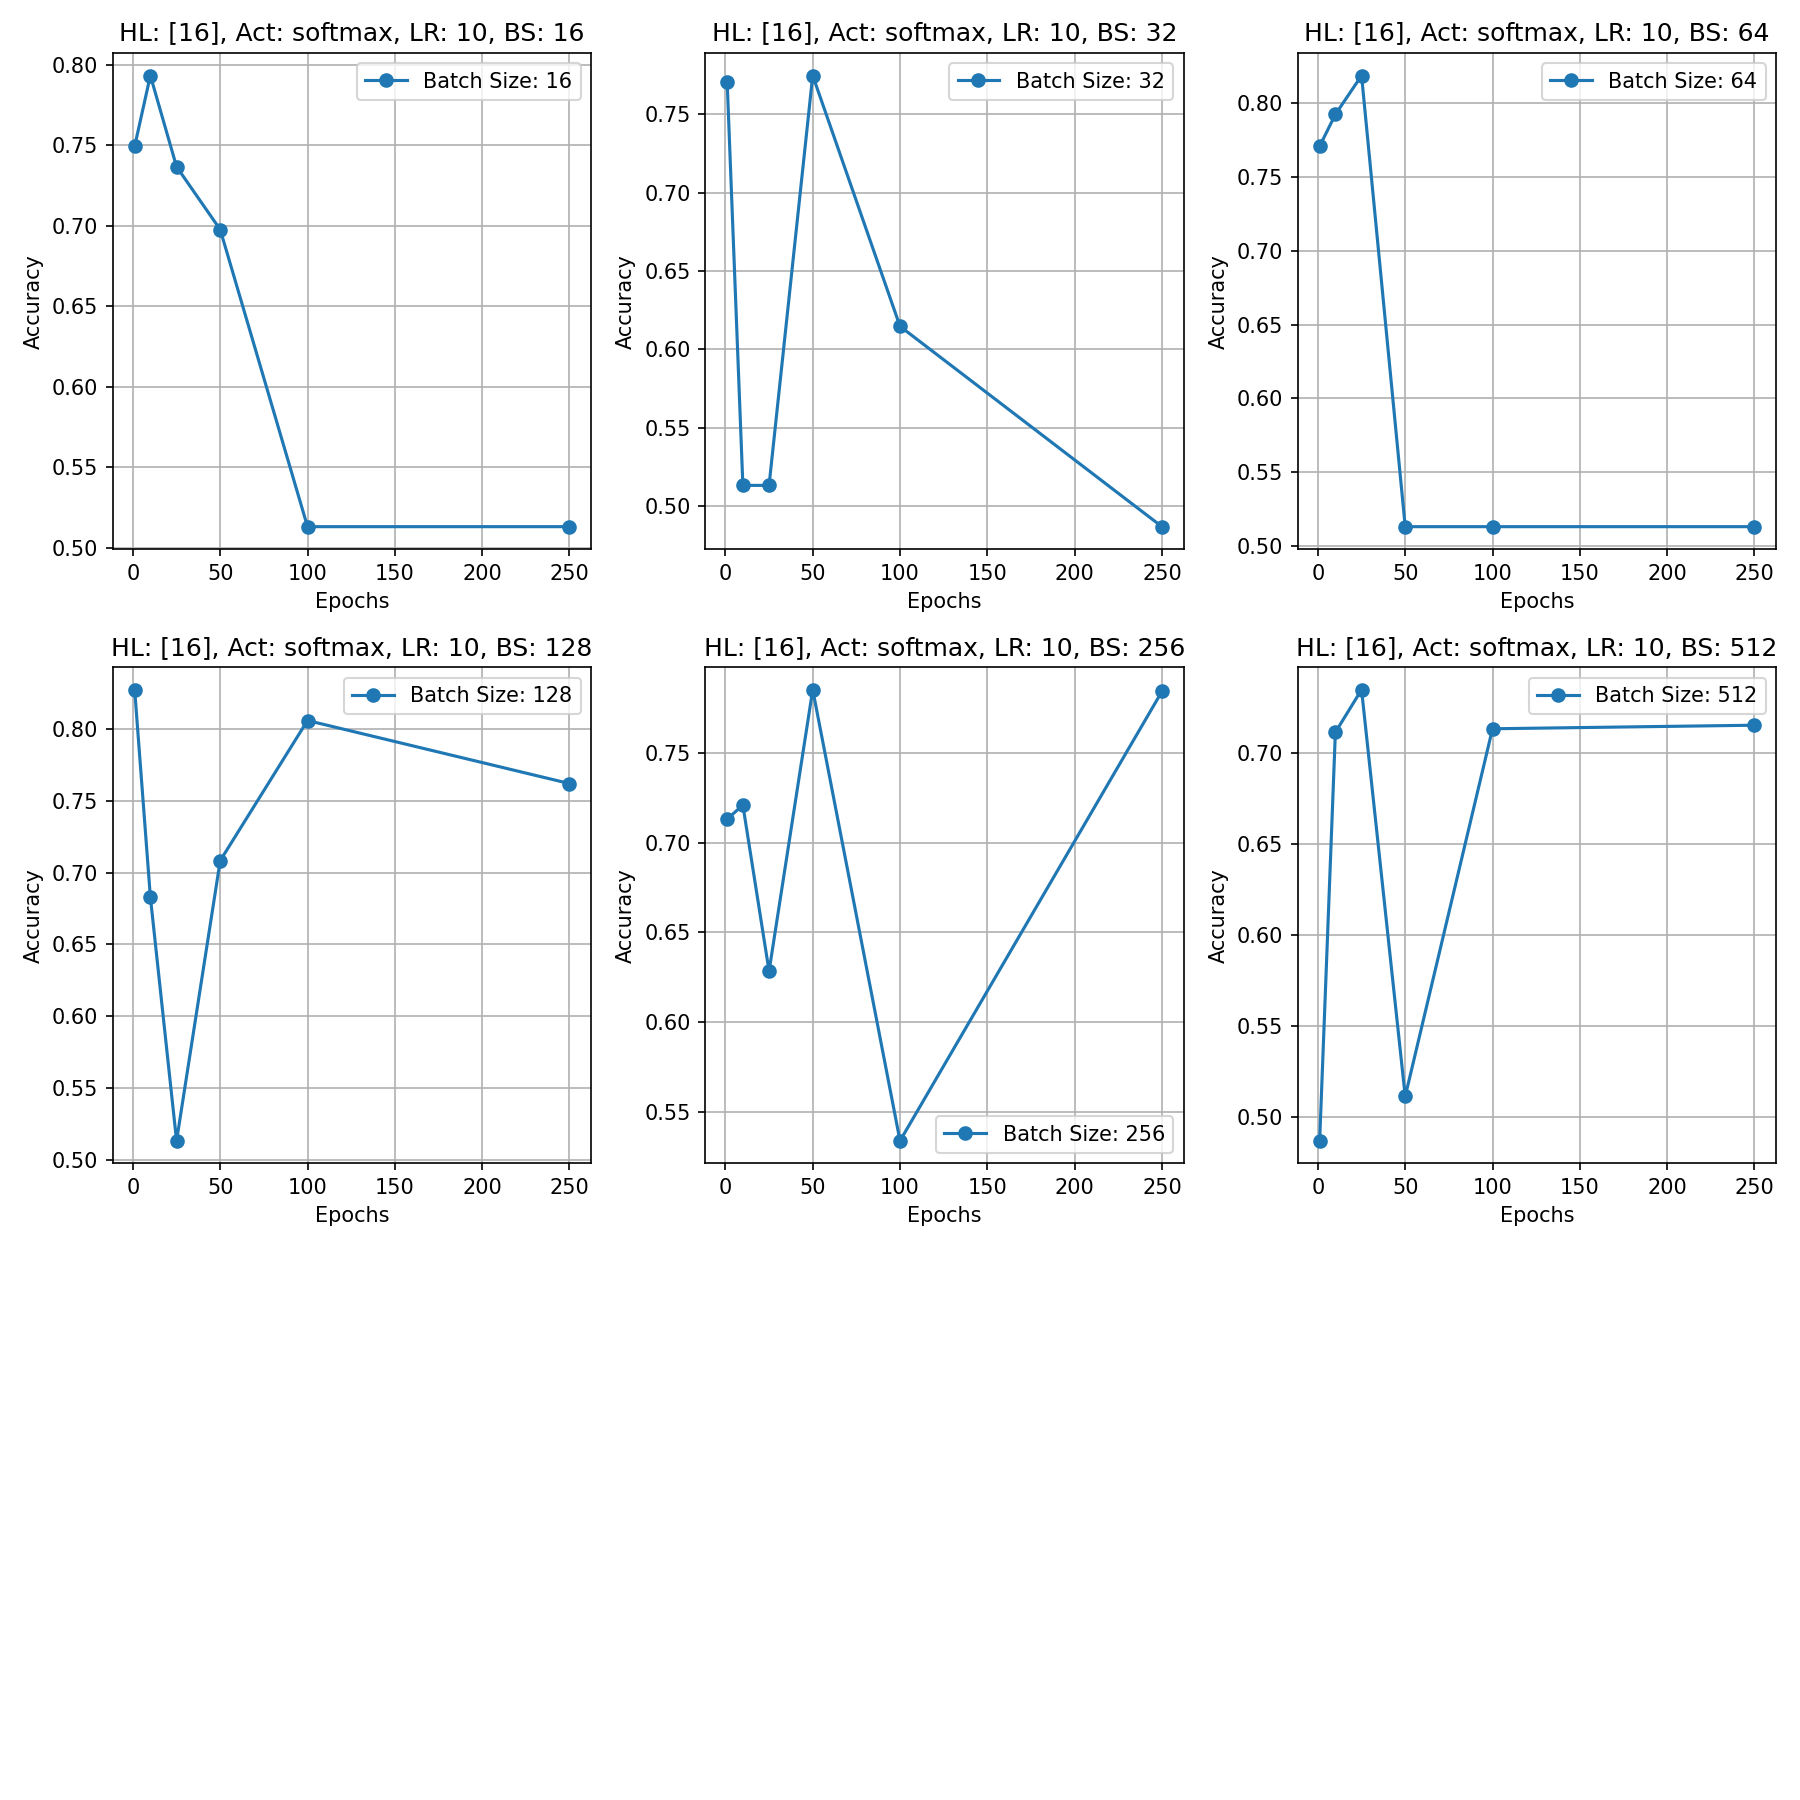 HL: [16], Act: softmax, LR: 10, BS: 16
Batch Size: 16
Accuracy
0.80
0.75
0.70
0.65
0.60
0.55
0.50
0 50 100 150 200 250
Epochs
HL: [16], Act: softmax, LR: 10, BS: 32
Batch Size: 32
Accuracy
0.75
0.70
0.65
0.60
0.55
0.50
0 50 100 150 200 250
Epochs
HL: [16], Act: softmax, LR: 10, BS: 64
Batch Size: 64
Accuracy
0.80
0.75
0.70
0.65
0.60
0.55
0.50
0 50 100 150 200 250
Epochs
HL: [16], Act: softmax, LR: 10, BS: 128
Batch Size: 128
Accuracy
0.80
0.75
0.70
0.65
0.60
0.55
0.50
0 50 100 150 200 250
Epochs
HL: [16], Act: softmax, LR: 10, BS: 256
Accuracy
0.75
0.70
0.65
0.60
0.55
Batch Size: 256
0 50 100 150 200 250
Epochs
HL: [16], Act: softmax, LR: 10, BS: 512
Batch Size: 512
Accuracy
0.70
0.65
0.60
0.55
0.50
0 50 100 150 200 250
Epochs